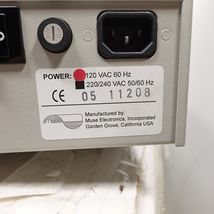 POWER: 120 VAC 60 Hz
220/240 VAC 50/60 Hz
CE 05 11208
Manufactured by:
Muse Electronics, Incorporated
Garden Grove, California USA